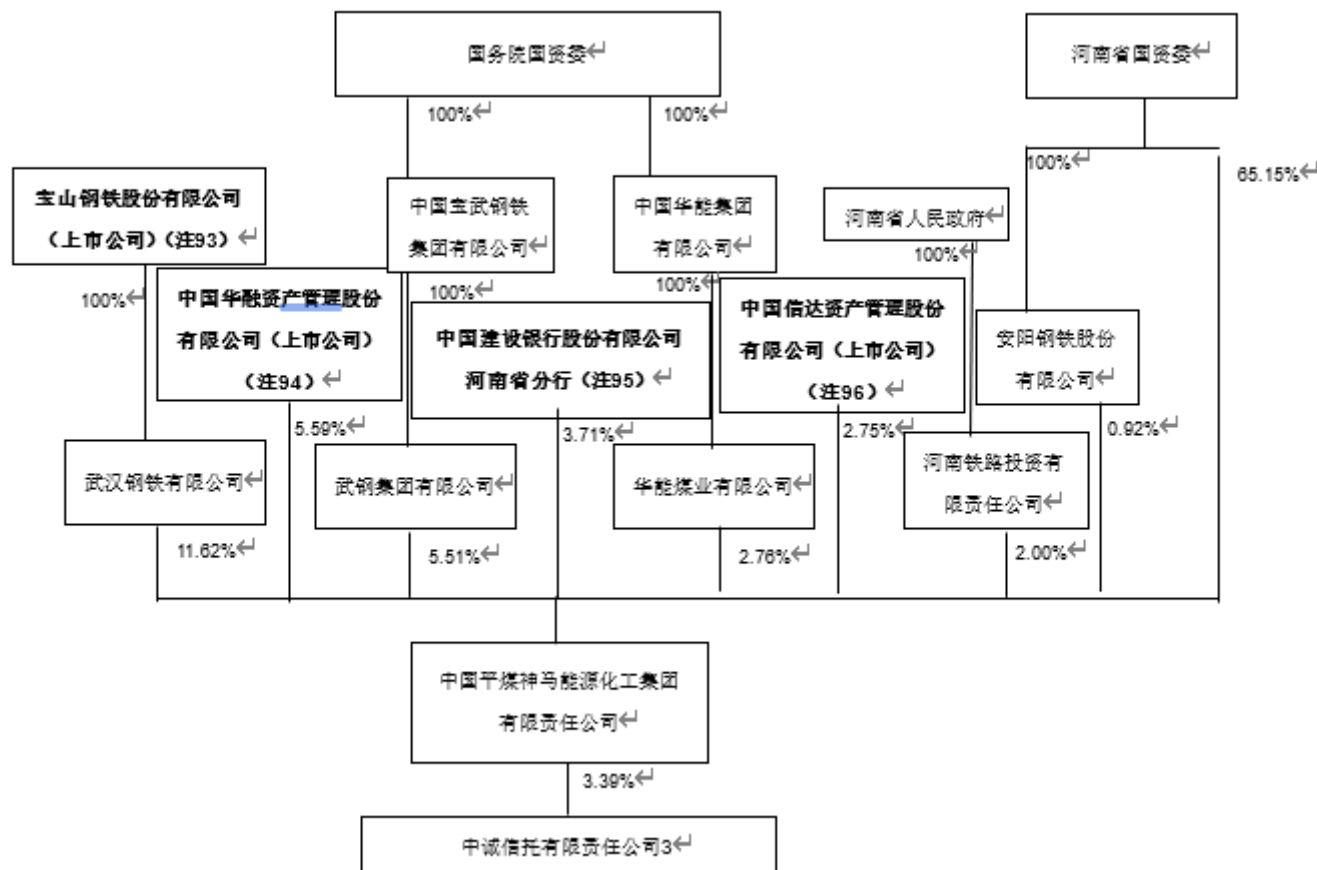 国务院国资委↵
河南省国资委↵
100%↵
100%↵
100%↵
65.15%↵
宝山钢铁股份有限公司
（上市公司）（注93）↵
中国宝武钢铁
集团有限公司↵
中国华能集团
有限公司↵
河南省人民政府↵
100%↵
100%↵
100%↵
100%↵
中国华融资产管理股份
有限公司（上市公司）
（注94）↵
中国建设银行股份有限公司
河南省分行（注95）↵
中国信达资产管理股份
有限公司（上市公司）
（注96）↵
安阳钢铁股份
有限公司↵
5.59%↵
3.71%↵
2.75%↵
0.92%↵
武汉钢铁有限公司↵
武钢集团有限公司↵
华能煤业有限公司↵
河南铁路投资有
限责任公司↵
11.62%↵
5.51%↵
2.76%↵
2.00%↵
中国平煤神马能源化工集团
有限责任公司↵
3.39%↵
中诚信托有限责任公司3↵